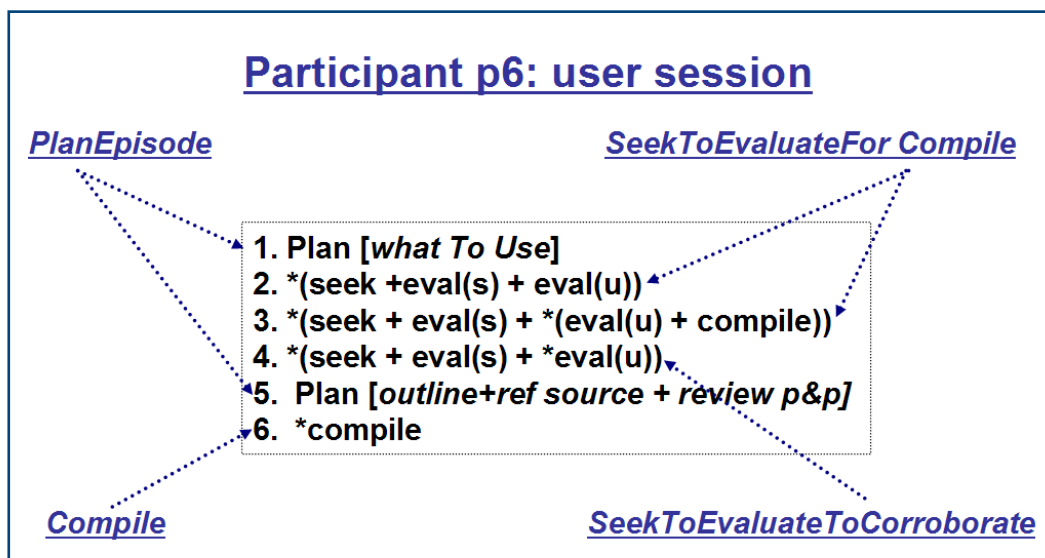 Participant p6: user session
PlanEpisode
SeekToEvaluateFor Compile
1. Plan [what To Use]
2. *(seek +eval(s) + eval(u))
3. *(seek + eval(s) + *(eval(u) + compile))
4. *(seek + eval(s) + *eval(u))
5. Plan [outline+ref source + review p&p]
6. *compile
Compile
SeekToEvaluateToCorroborate